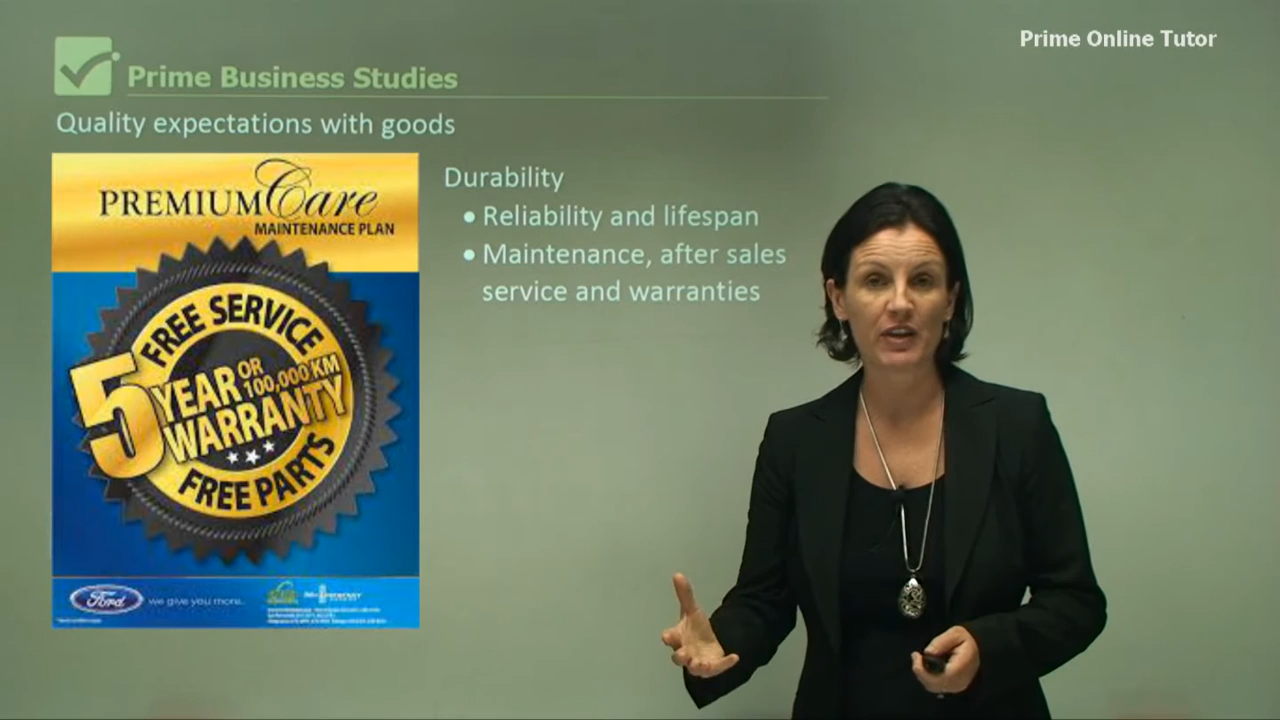 Prime Online Tutor
Prime Business Studies
Quality expectations with goods
PREMIUM Care
MAINTENANCE PLAN
FREE SERVICE
5 YEAR OR 100,000 KM
WARRANTY
FREE PARTS
Ford
we give you more..
Durability
• Reliability and lifespan
• Maintenance, after sales
service and warranties